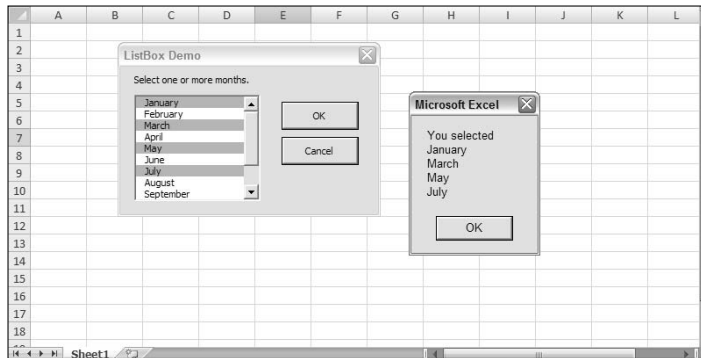 A B C D E F G H I J K L
1
2
ListBox Demo
3
Select one or more months.
4
5
January
Microsoft Excel
February
6
OK
March
You selected
7
April
January
May
Cancel
8
June
March
9
July
May
August
10
September
July
11
12
OK
13
14
15
16
17
18
Sheet1